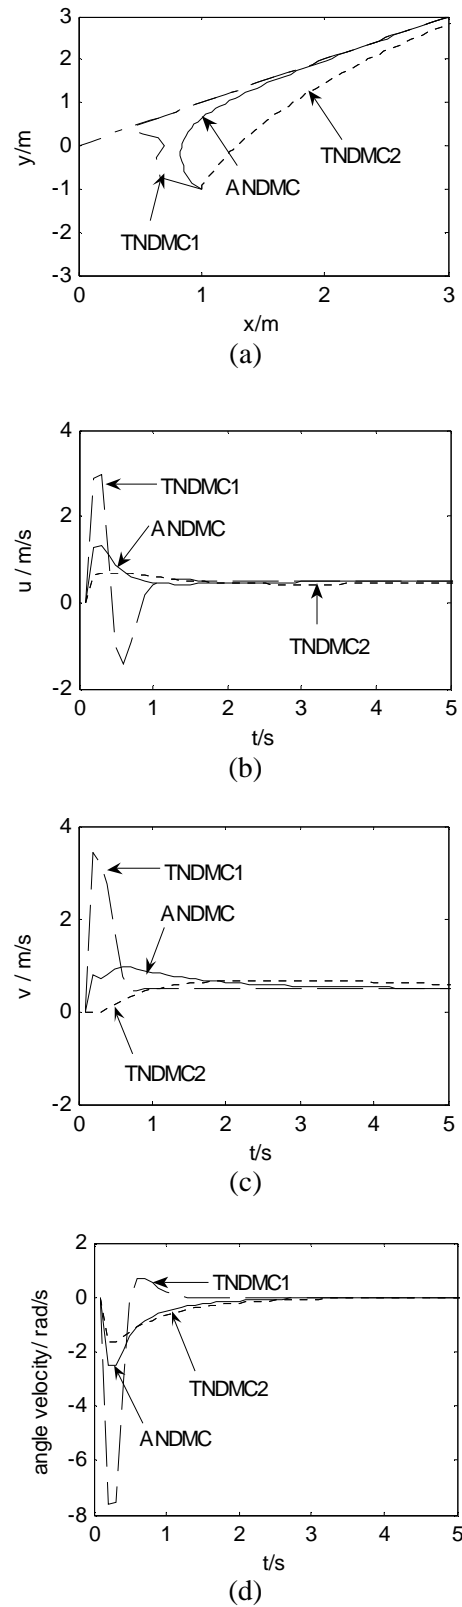 3
2
1
0
-1
-2
-3
y/m
TNDMC2
ANDMC
TNDMC1
0 1 2 3
x/m
(a)
4
2
0
-2
u / m/s
TNDMC1
ANDMC
TNDMC2
0 1 2 3 4 5
t/s
(b)
4
2
0
-2
v / m/s
TNDMC1
ANDMC
TNDMC2
0 1 2 3 4 5
t/s
(c)
2
0
-2
-4
-6
-8
angle velocity/ rad/s
TNDMC1
TNDMC2
ANDMC
0 1 2 3 4 5
t/s
(d)